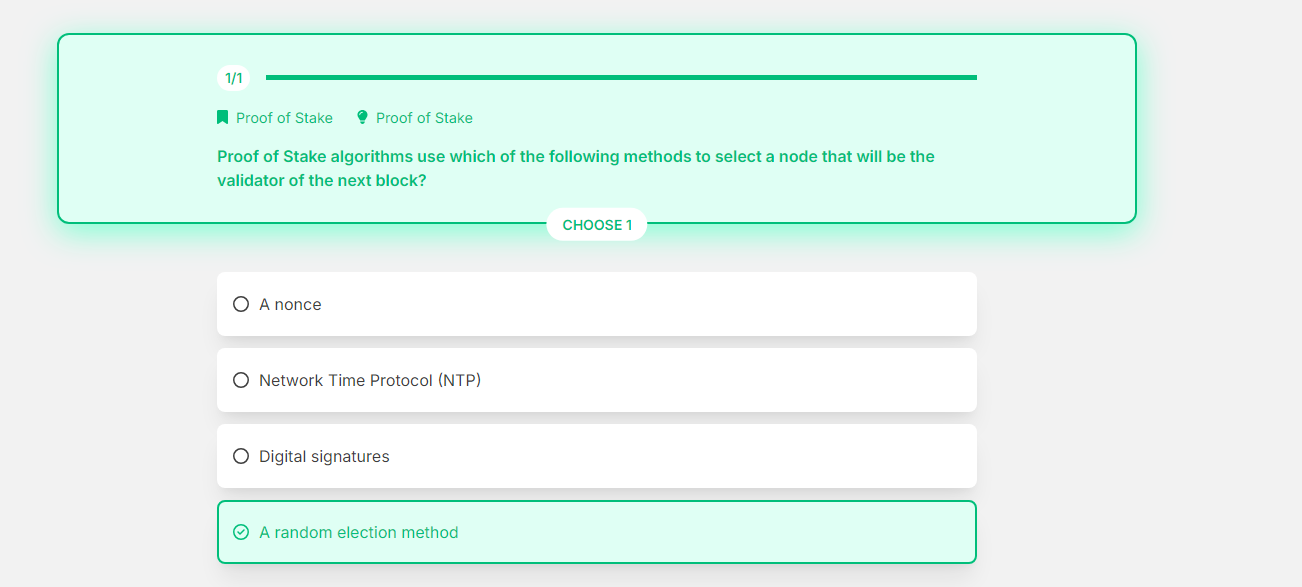 1/1
Proof of Stake Proof of Stake
Proof of Stake algorithms use which of the following methods to select a node that will be the
validator of the next block?
CHOOSE 1
A nonce
Network Time Protocol (NTP)
Digital signatures
A random election method